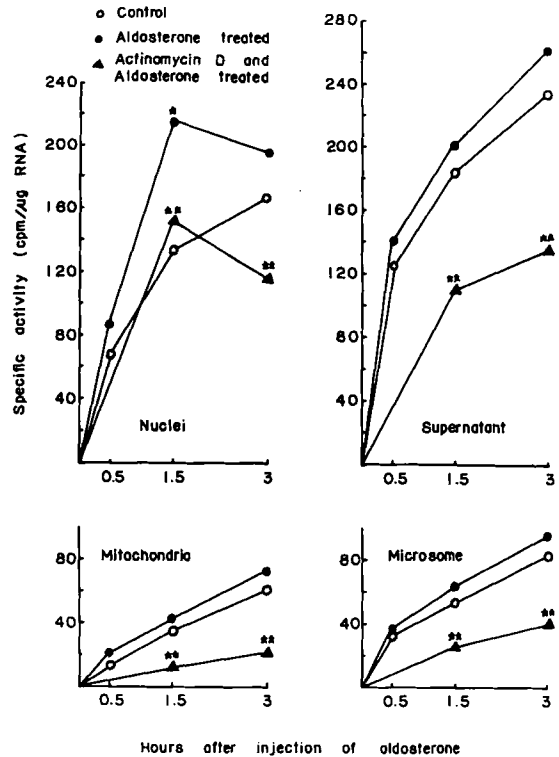 Control
Aldosterone treated
Actinomycin D and
Aldosterone treated
Specific activity (cpm/µg RNA)
240
200
160
120
80
40
*
**
**
Nuclei
0.5 1.5 3
280
240
200
160
120
80
40
**
**
Supernatant
0.5 1.5 3
80
40
Mitochondria
**
**
0.5 1.5 3
80
40
Microsome
**
**
0.5 1.5 3
Hours after injection of aldosterone